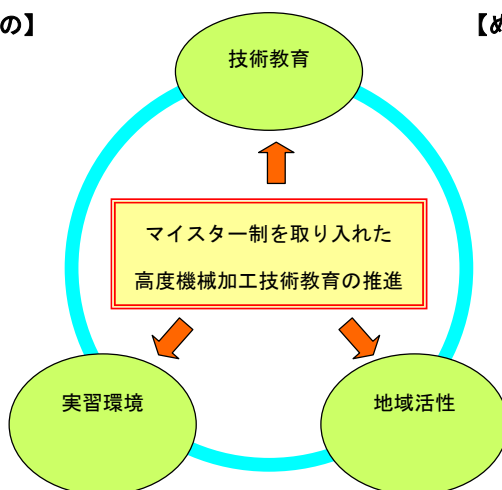 の】
【め
技術教育
マイスター制を取り入れた
高度機械加工技術教育の推進
実習環境
地域活性